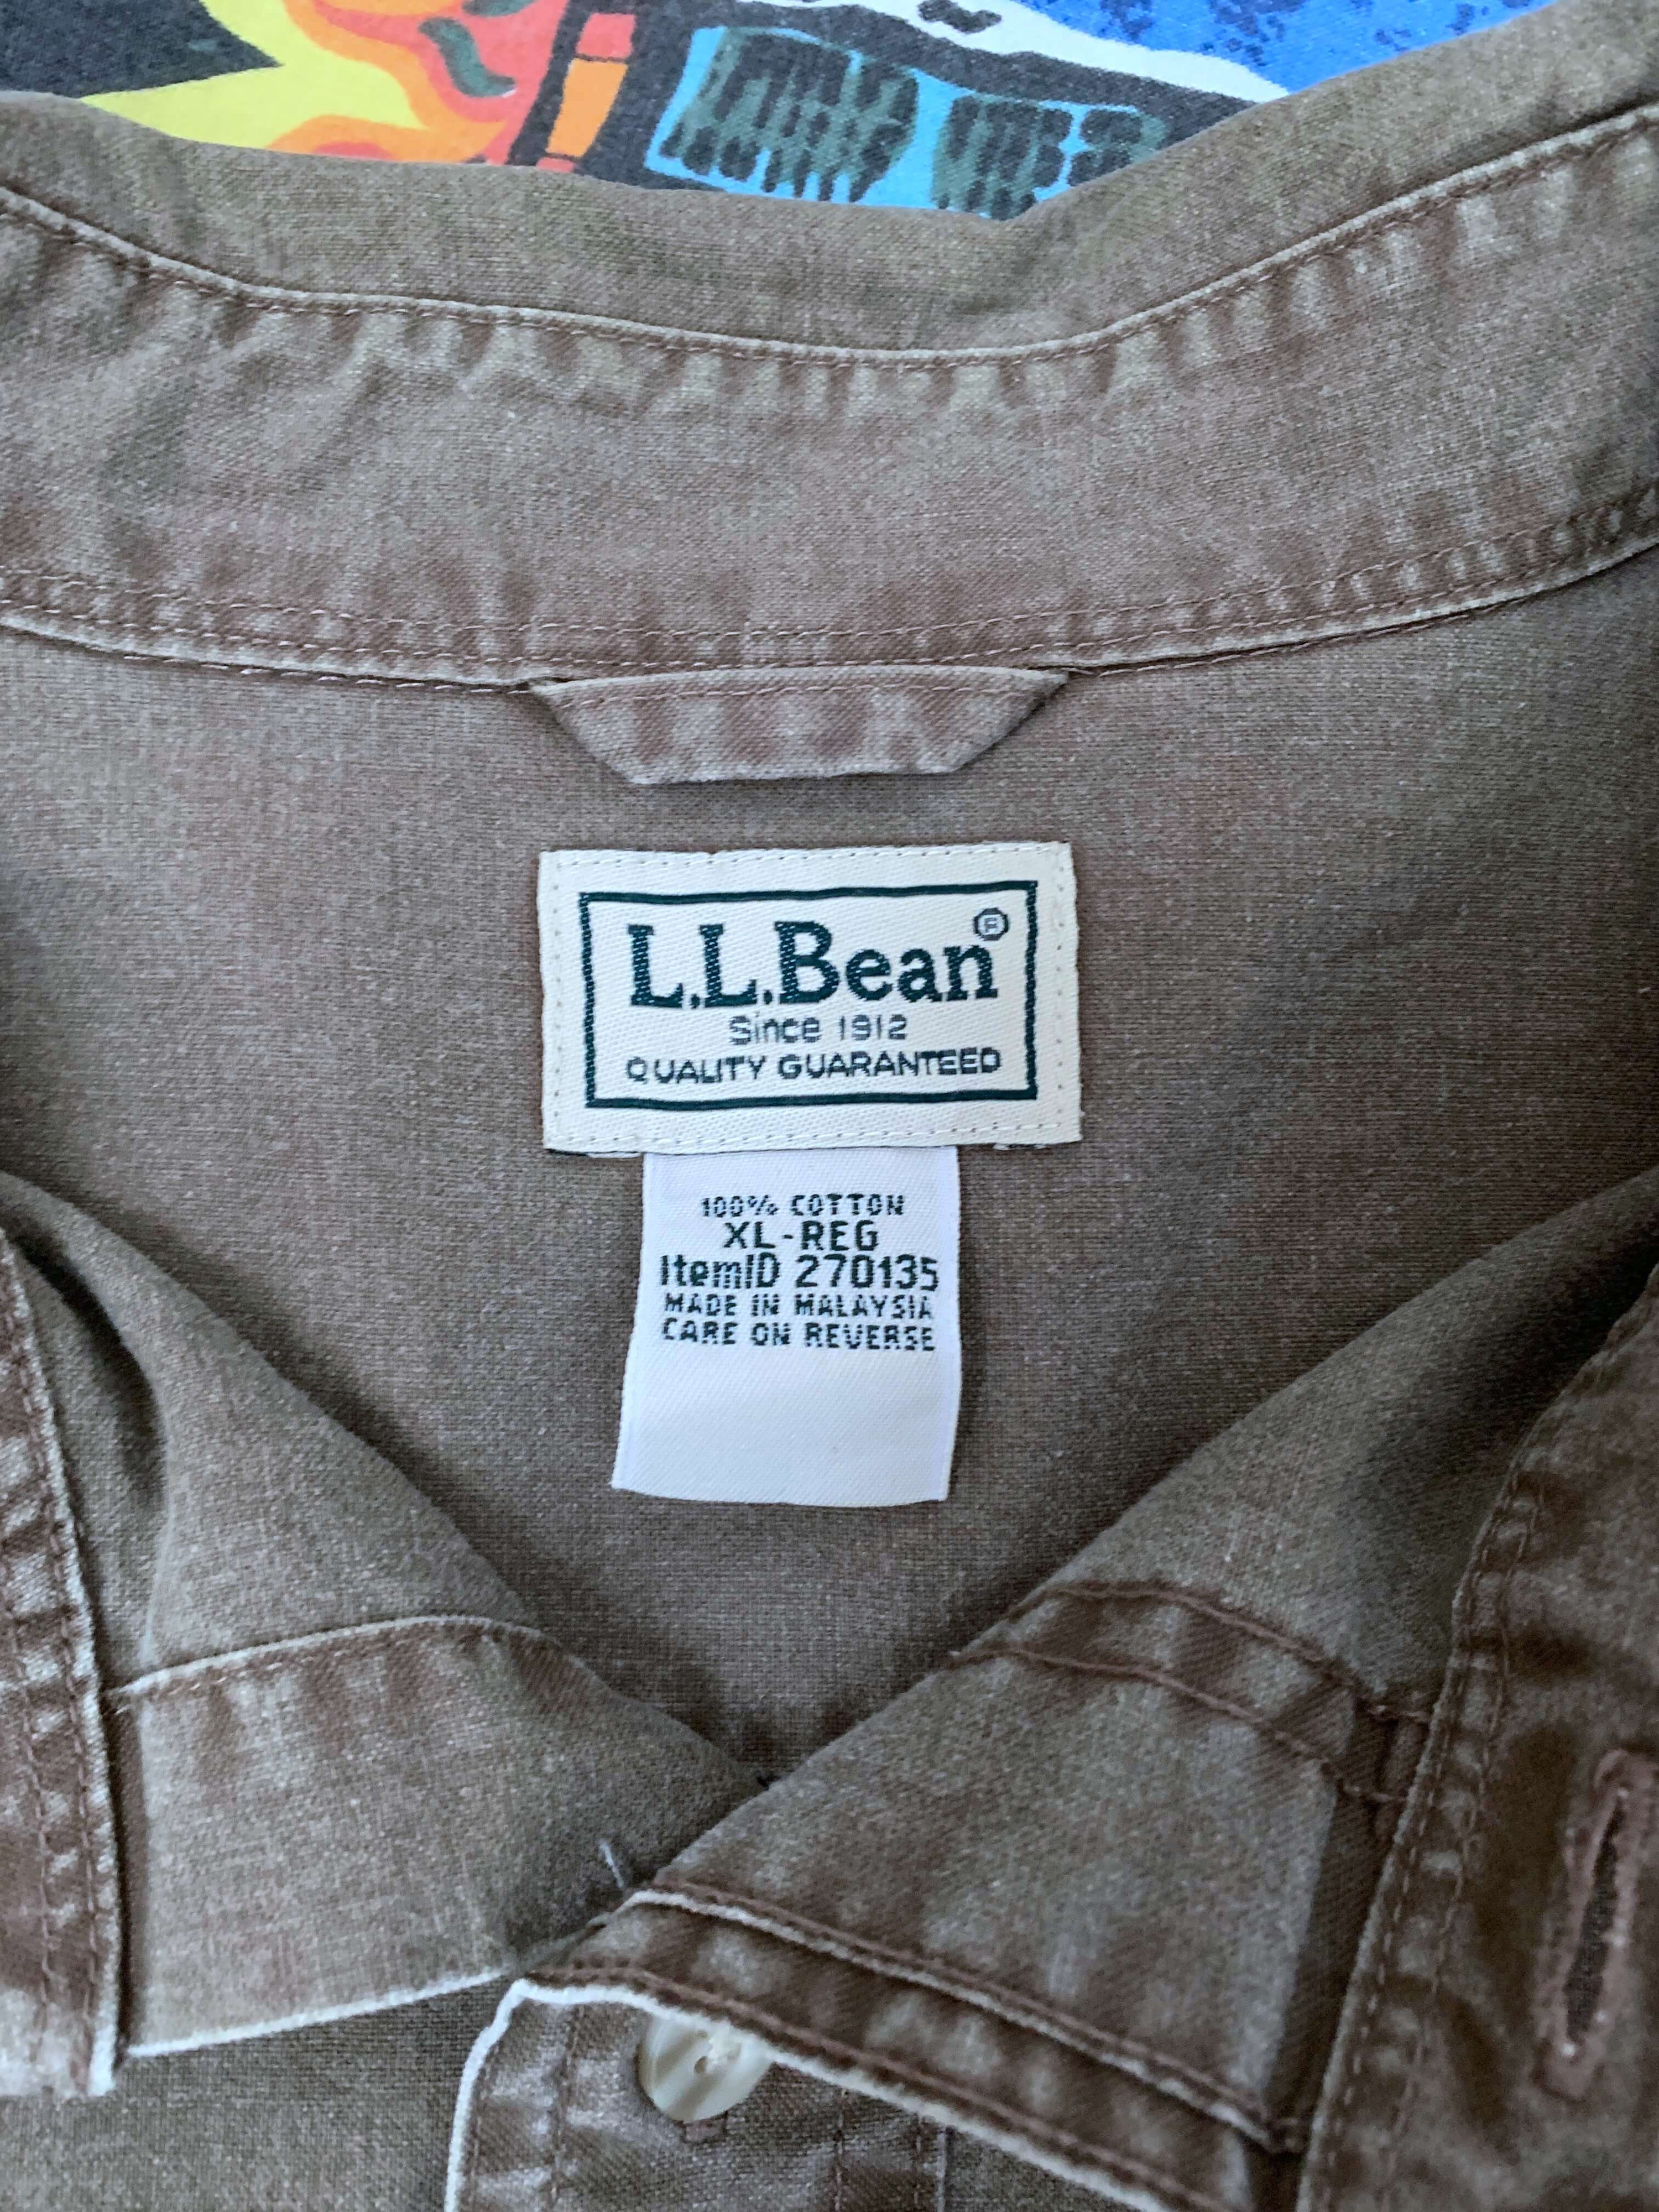 L.L.Bean®
Since 1912
QUALITY GUARANTEED
100% COTTON
XL-REG
ItemID 270135
MADE IN MALAYSIA
CARE ON REVERSE